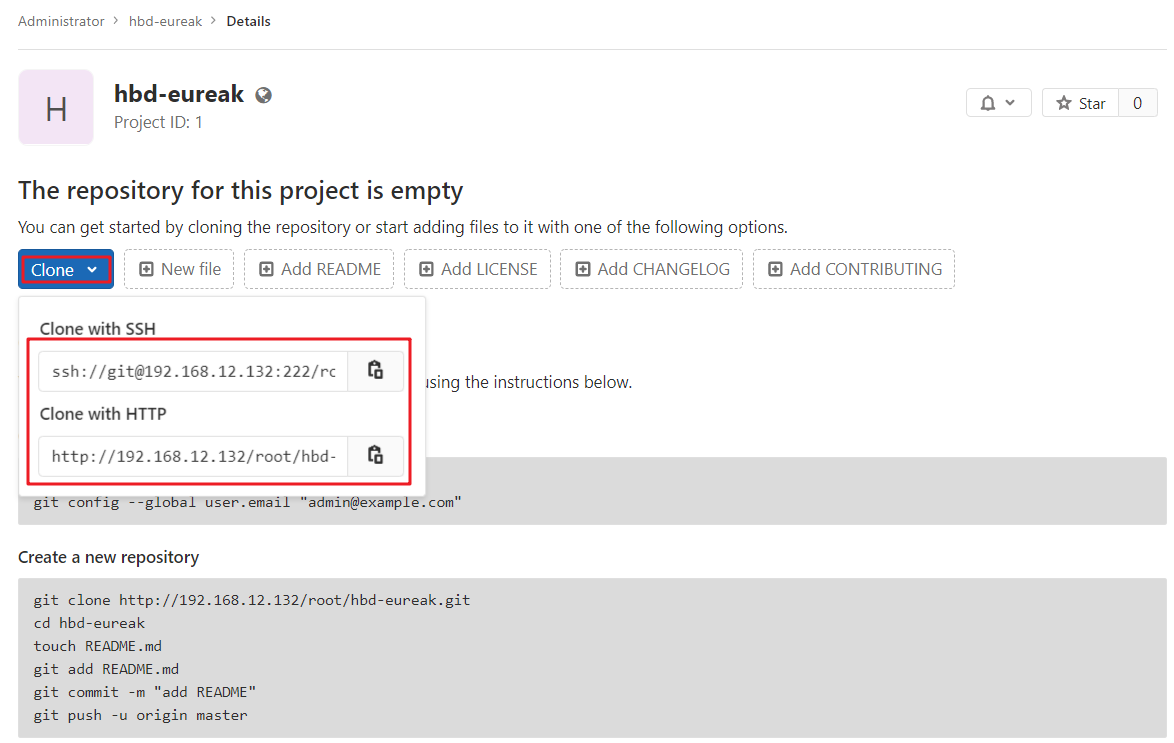 Administrator > hbd-eureak > Details
H
hbd-eureak
Project ID: 1
Star 0
The repository for this project is empty
You can get started by cloning the repository or start adding files to it with one of the following options.
Clone New file Add README Add LICENSE Add CHANGELOG Add CONTRIBUTING
Clone with SSH
ssh://git@192.168.12.132:222/rc
using the instructions below.
Clone with HTTP
http://192.168.12.132/root/hbd-
git config --global user.email "admin@example.com"
Create a new repository
git clone http://192.168.12.132/root/hbd-eureak.git
cd hbd-eureak
touch README.md
git add README.md
git commit -m "add README"
git push -u origin master